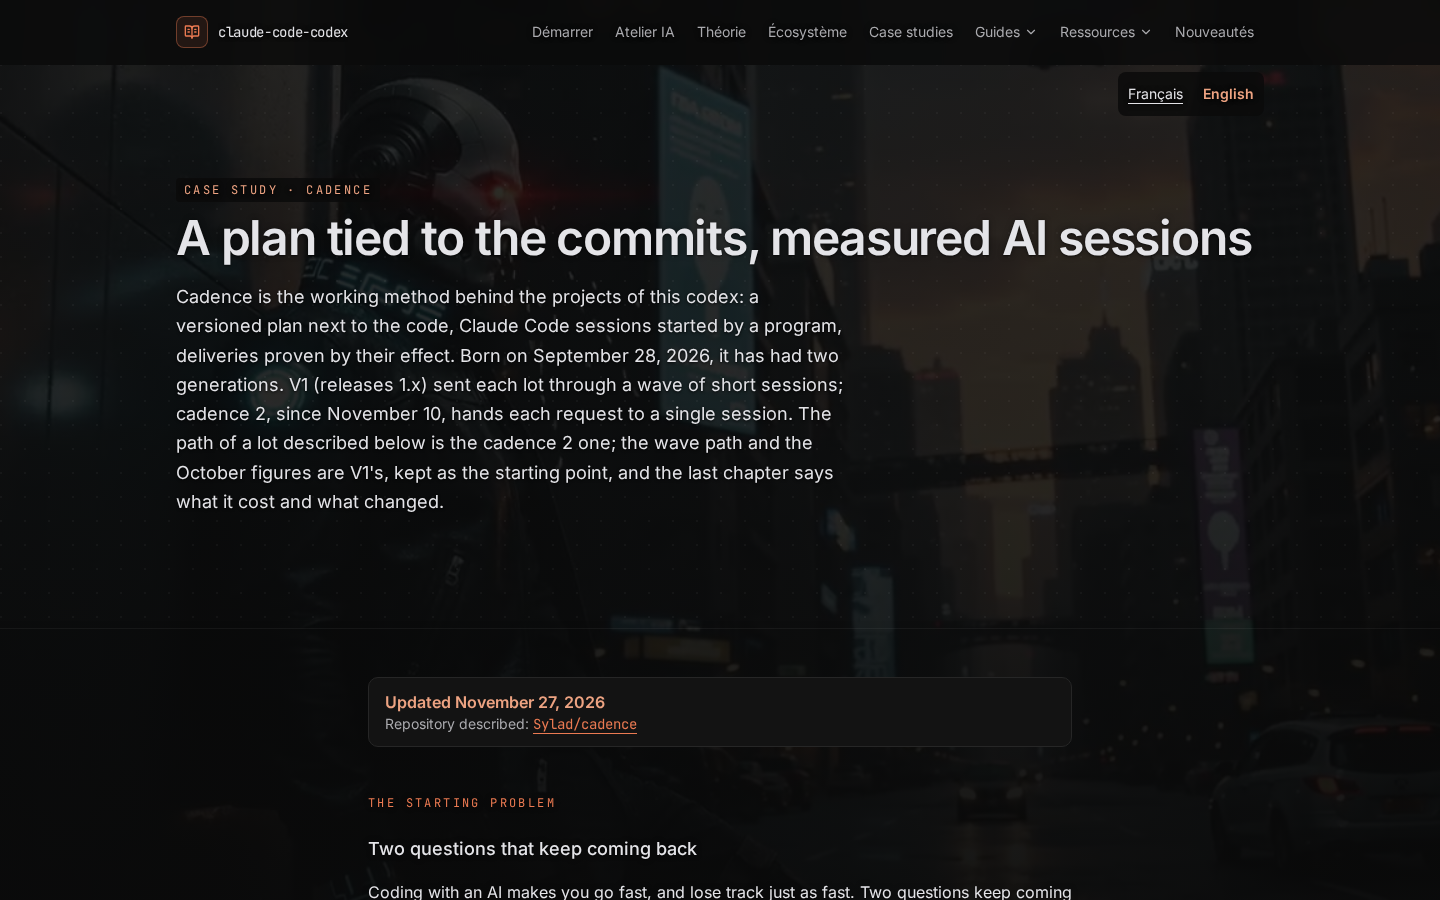 claude-code-codex
Démarrer Atelier IA Théorie Écosystème Case studies Guides Ressources Nouveautés
Français English
CASE STUDY · CADENCE
A plan tied to the commits, measured AI sessions
Cadence is the working method behind the projects of this codex: a
versioned plan next to the code, Claude Code sessions started by a program,
deliveries proven by their effect. Born on September 28, 2026, it has had two
generations. V1 (releases 1.x) sent each lot through a wave of short sessions;
cadence 2, since November 10, hands each request to a single session. The
path of a lot described below is the cadence 2 one; the wave path and the
October figures are V1's, kept as the starting point, and the last chapter says
what it cost and what changed.
Updated November 27, 2026
Repository described: Sylad/cadence
THE STARTING PROBLEM
Two questions that keep coming back
Coding with an AI makes you go fast, and lose track just as fast. Two questions keep coming